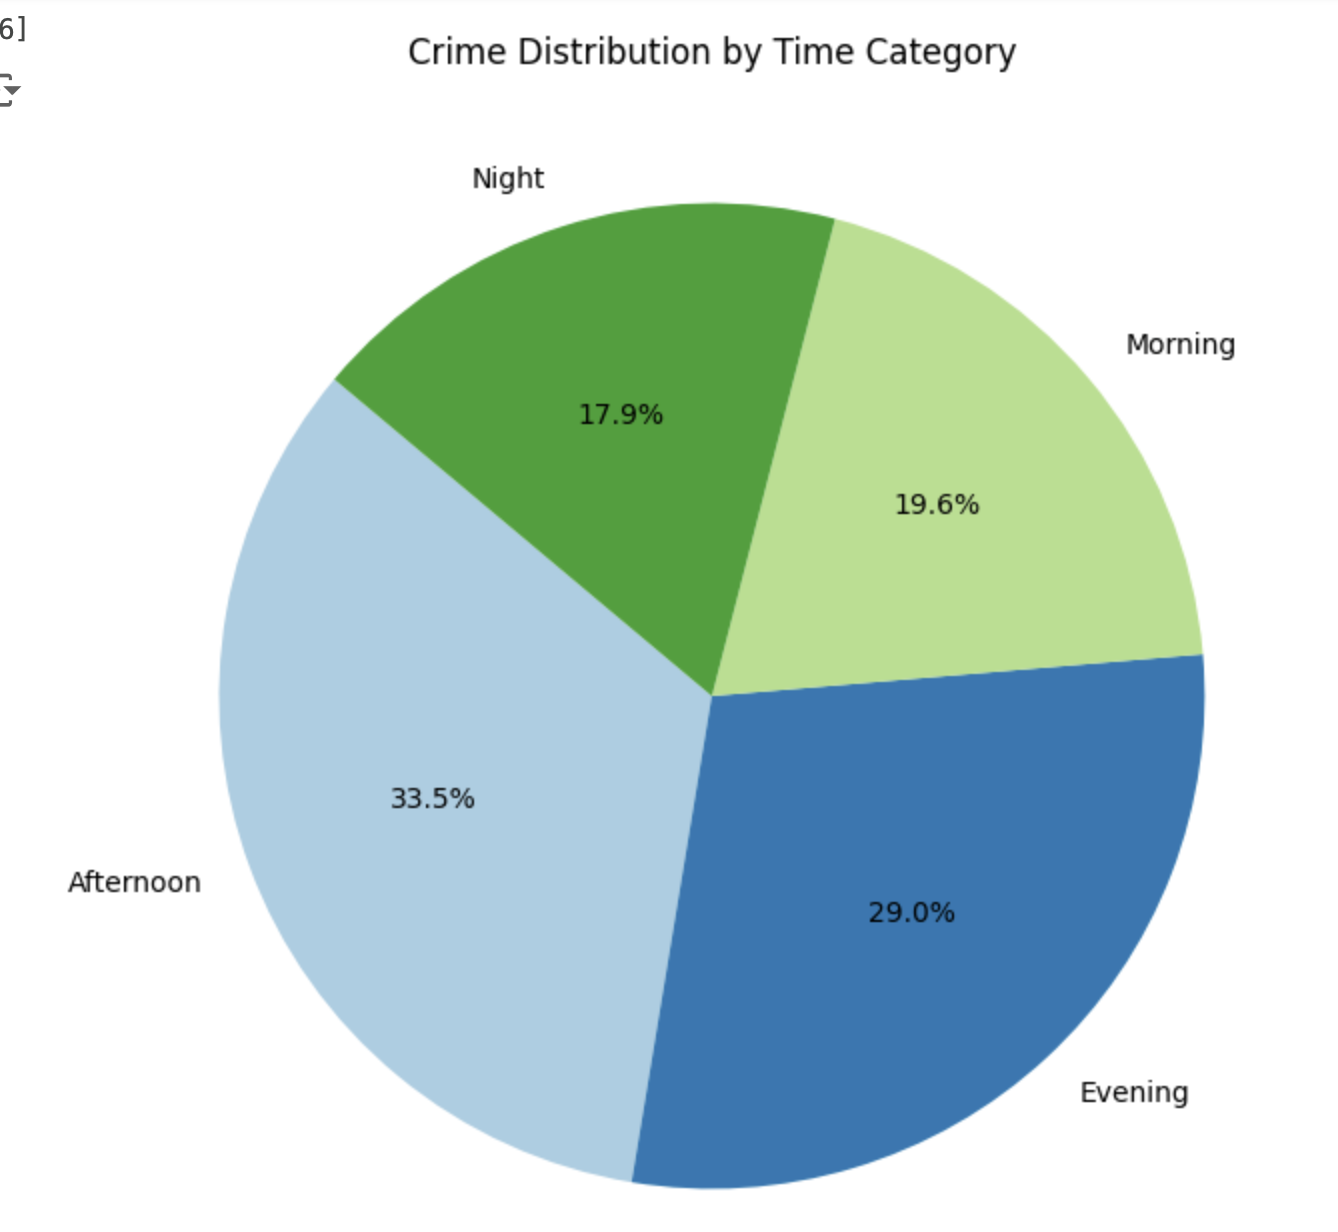 6]
Crime Distribution by Time Category
Night
Morning
17.9%
19.6%
33.5%
Afternoon
29.0%
Evening